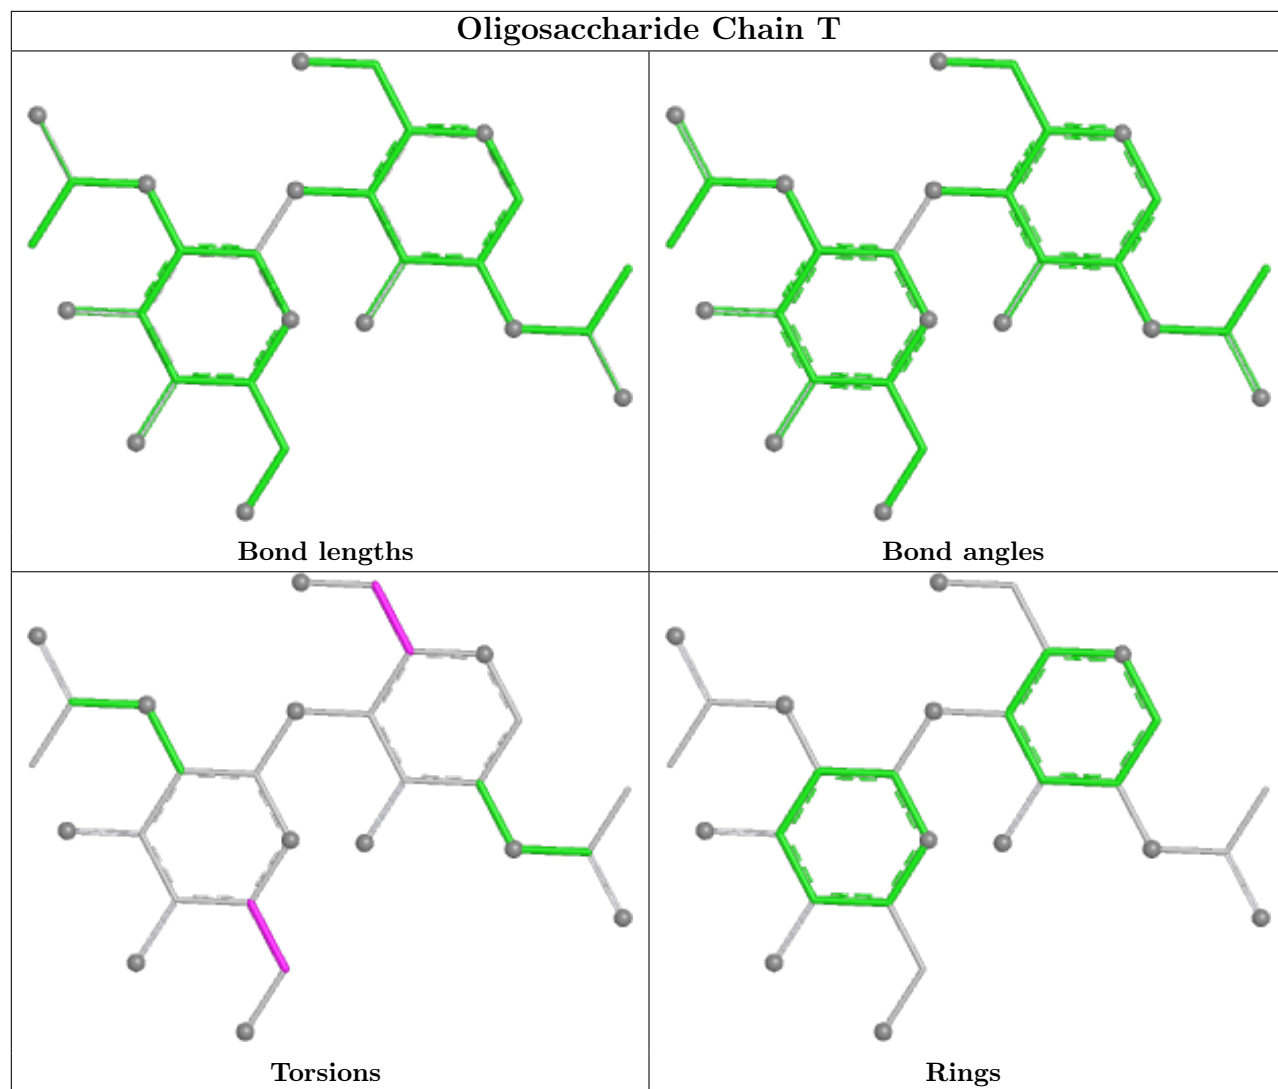 Oligosaccharide Chain T
Bond lengths
Bond angles
Torsions
Rings